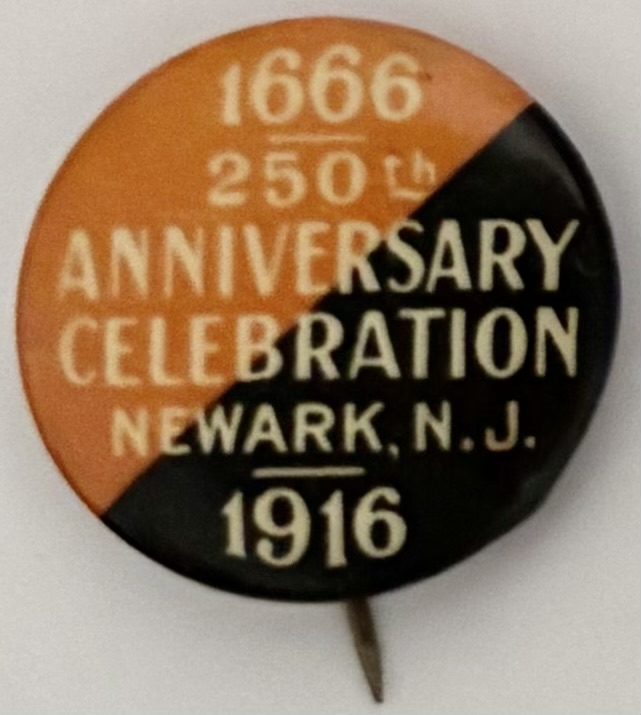 1666
250th
ANNIVERSARY
CELEBRATION
NEWARK, N.J.
1916